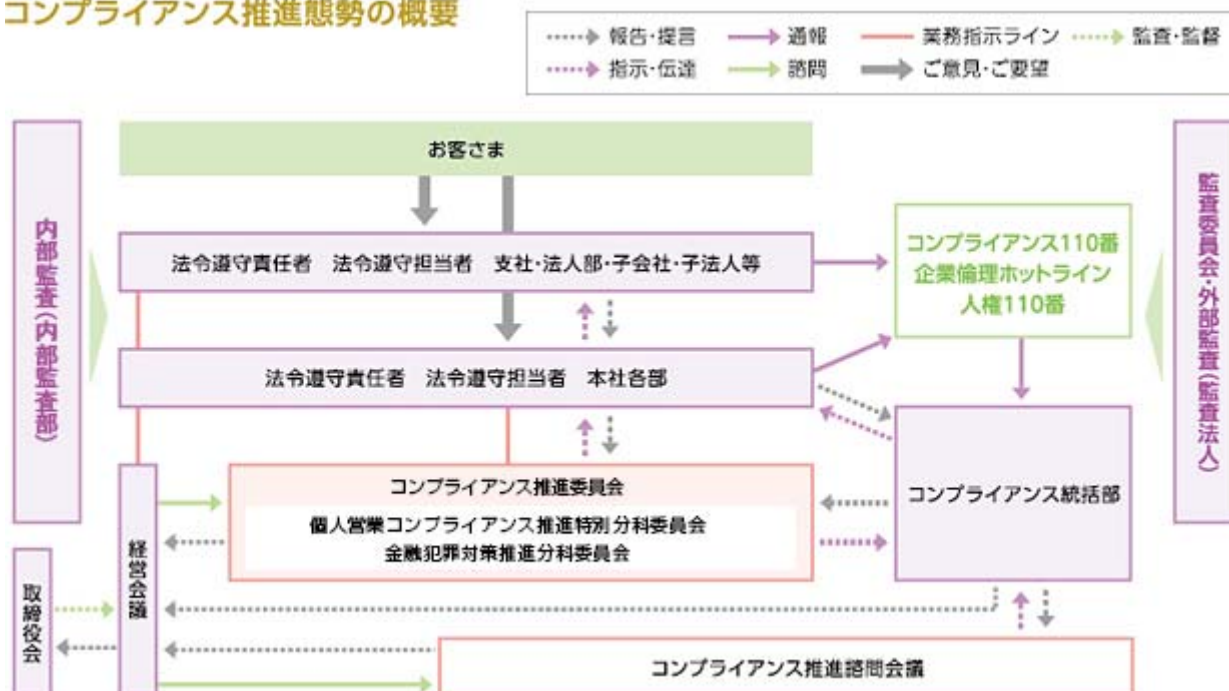 コンプライアンス推進態勢の概要
報告・提言
通報
業務指示ライン
監査・監督
指示・伝達
諮問
ご意見・ご要望
お客さま
内部監査（内部監査部）
法令遵守責任者 法令遵守担当者 支社・法人部・子会社・子法人等
コンプライアンス110番
企業倫理ホットライン
人権110番
監査委員会・外部監査（監査法人）
法令遵守責任者 法令遵守担当者 本社各部
コンプライアンス推進委員会
個人営業コンプライアンス推進特別分科委員会
金融犯罪対策推進分科委員会
コンプライアンス統括部
経営会議
取締役会
コンプライアンス推進諮問会議